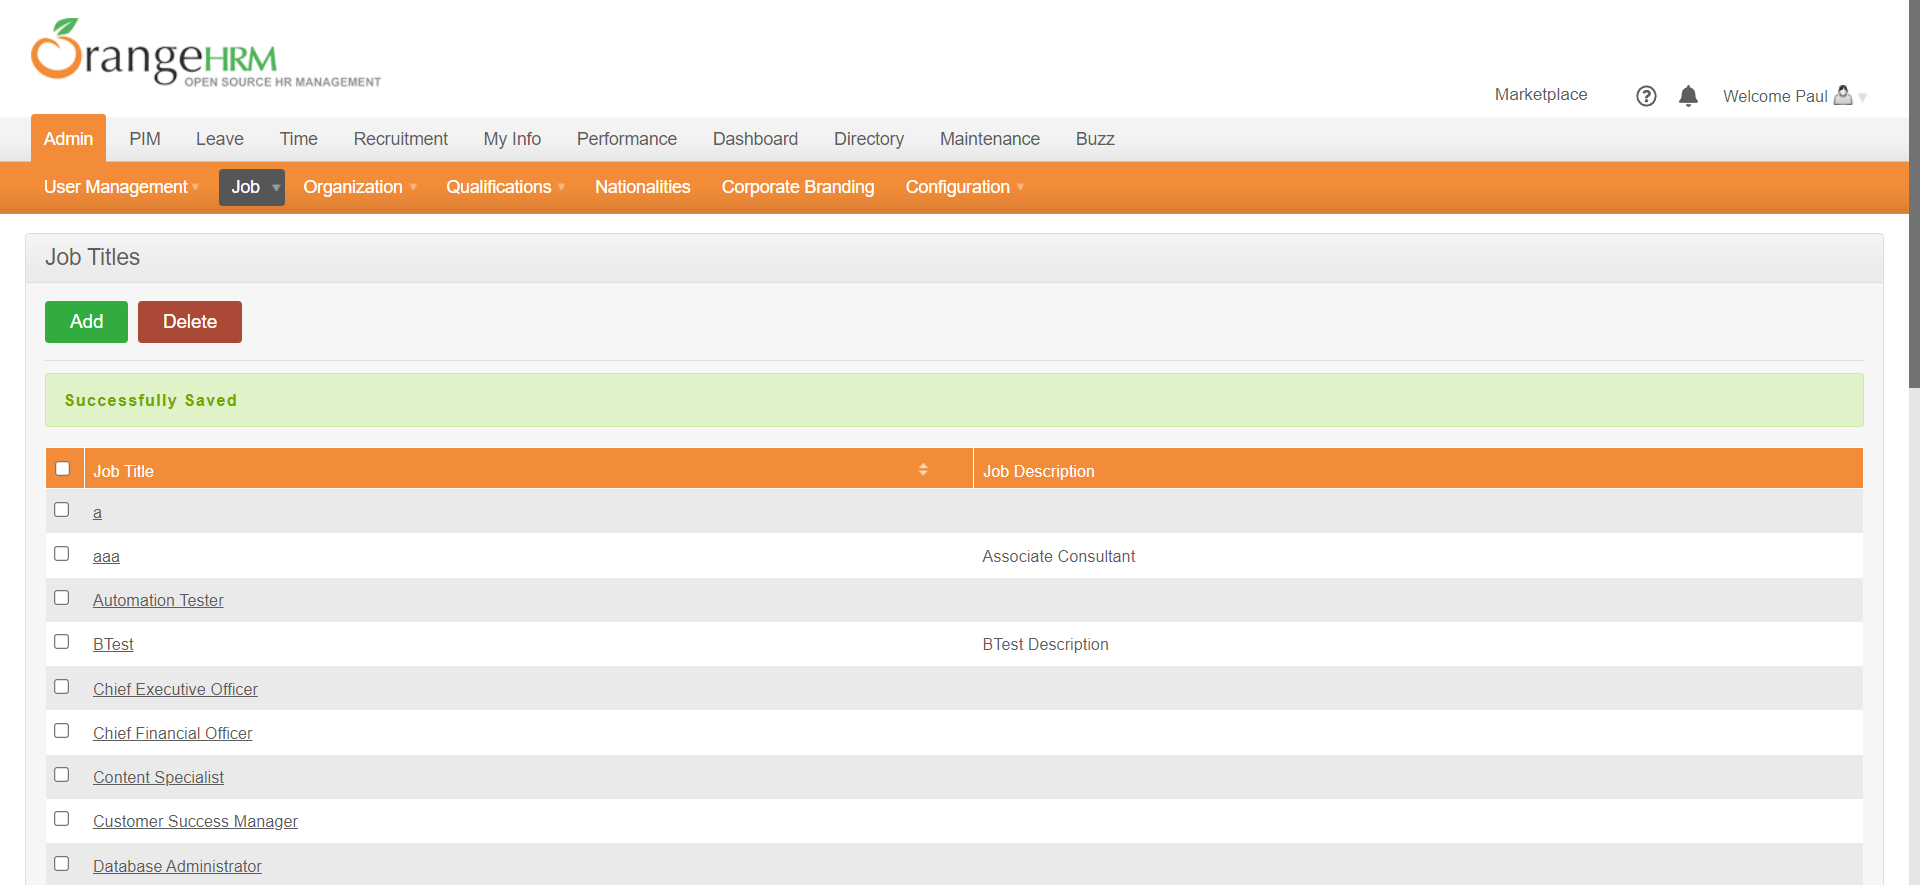 OrangeHRM
OPEN SOURCE HR MANAGEMENT
Marketplace
Welcome Paul
Admin PIM Leave Time Recruitment My Info Performance Dashboard Directory Maintenance Buzz
User Management Job Organization Qualifications Nationalities Corporate Branding Configuration
Job Titles
Add Delete
Successfully Saved
Job Title Job Description
a
aaa Associate Consultant
Automation Tester
BTest BTest Description
Chief Executive Officer
Chief Financial Officer
Content Specialist
Customer Success Manager
Database Administrator